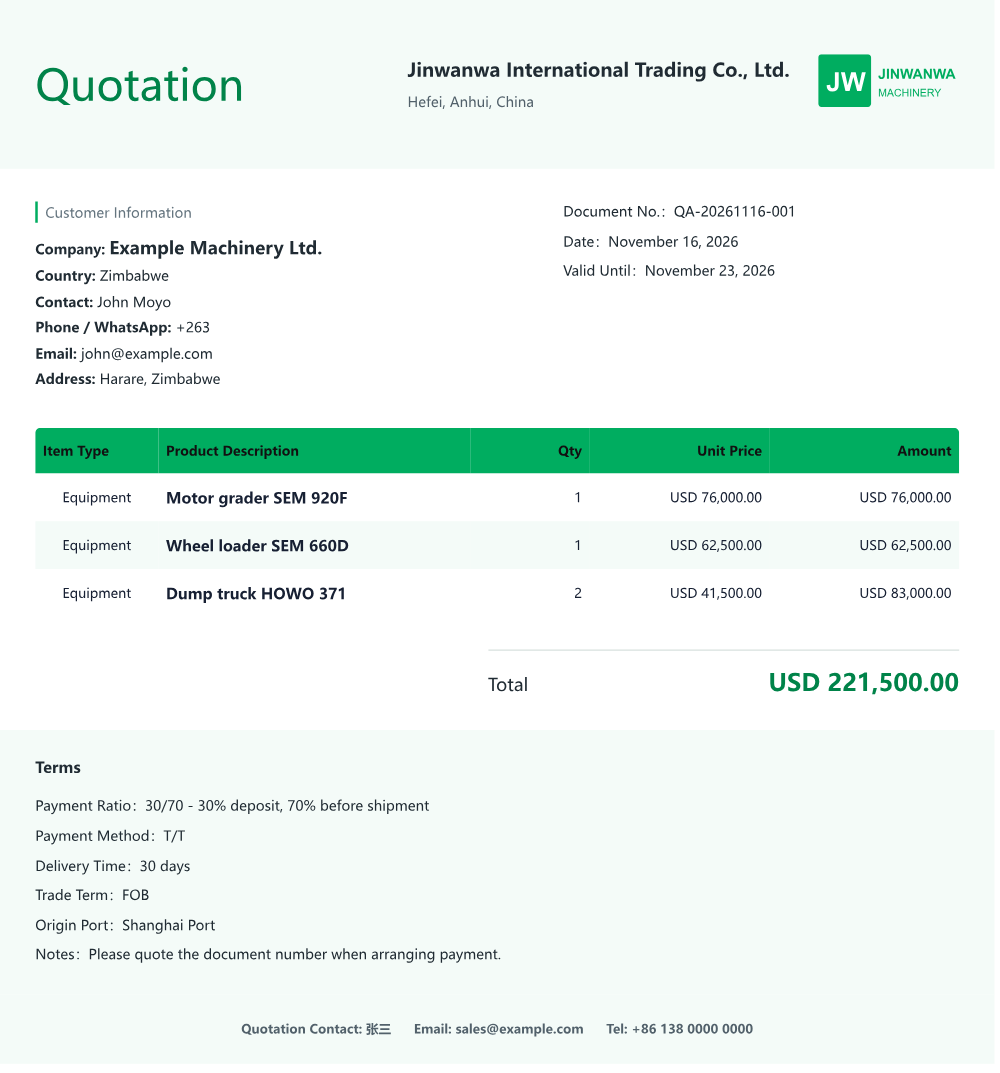 Quotation
Jinwanwa International Trading Co., Ltd.
Hefei, Anhui, China
JW
JINWANWA
MACHINERY
Customer Information
Company: Example Machinery Ltd.
Country: Zimbabwe
Contact: John Moyo
Phone / WhatsApp: +263
Email: john@example.com
Address: Harare, Zimbabwe
Document No.：QA-20261116-001
Date：November 16, 2026
Valid Until：November 23, 2026
Item Type Product Description Qty Unit Price Amount
Equipment Motor grader SEM 920F 1 USD 76,000.00 USD 76,000.00
Equipment Wheel loader SEM 660D 1 USD 62,500.00 USD 62,500.00
Equipment Dump truck HOWO 371 2 USD 41,500.00 USD 83,000.00
Total USD 221,500.00
Terms
Payment Ratio：30/70 - 30% deposit, 70% before shipment
Payment Method：T/T
Delivery Time：30 days
Trade Term：FOB
Origin Port：Shanghai Port
Notes：Please quote the document number when arranging payment.
Quotation Contact: 张三 Email: sales@example.com Tel: +86 138 0000 0000